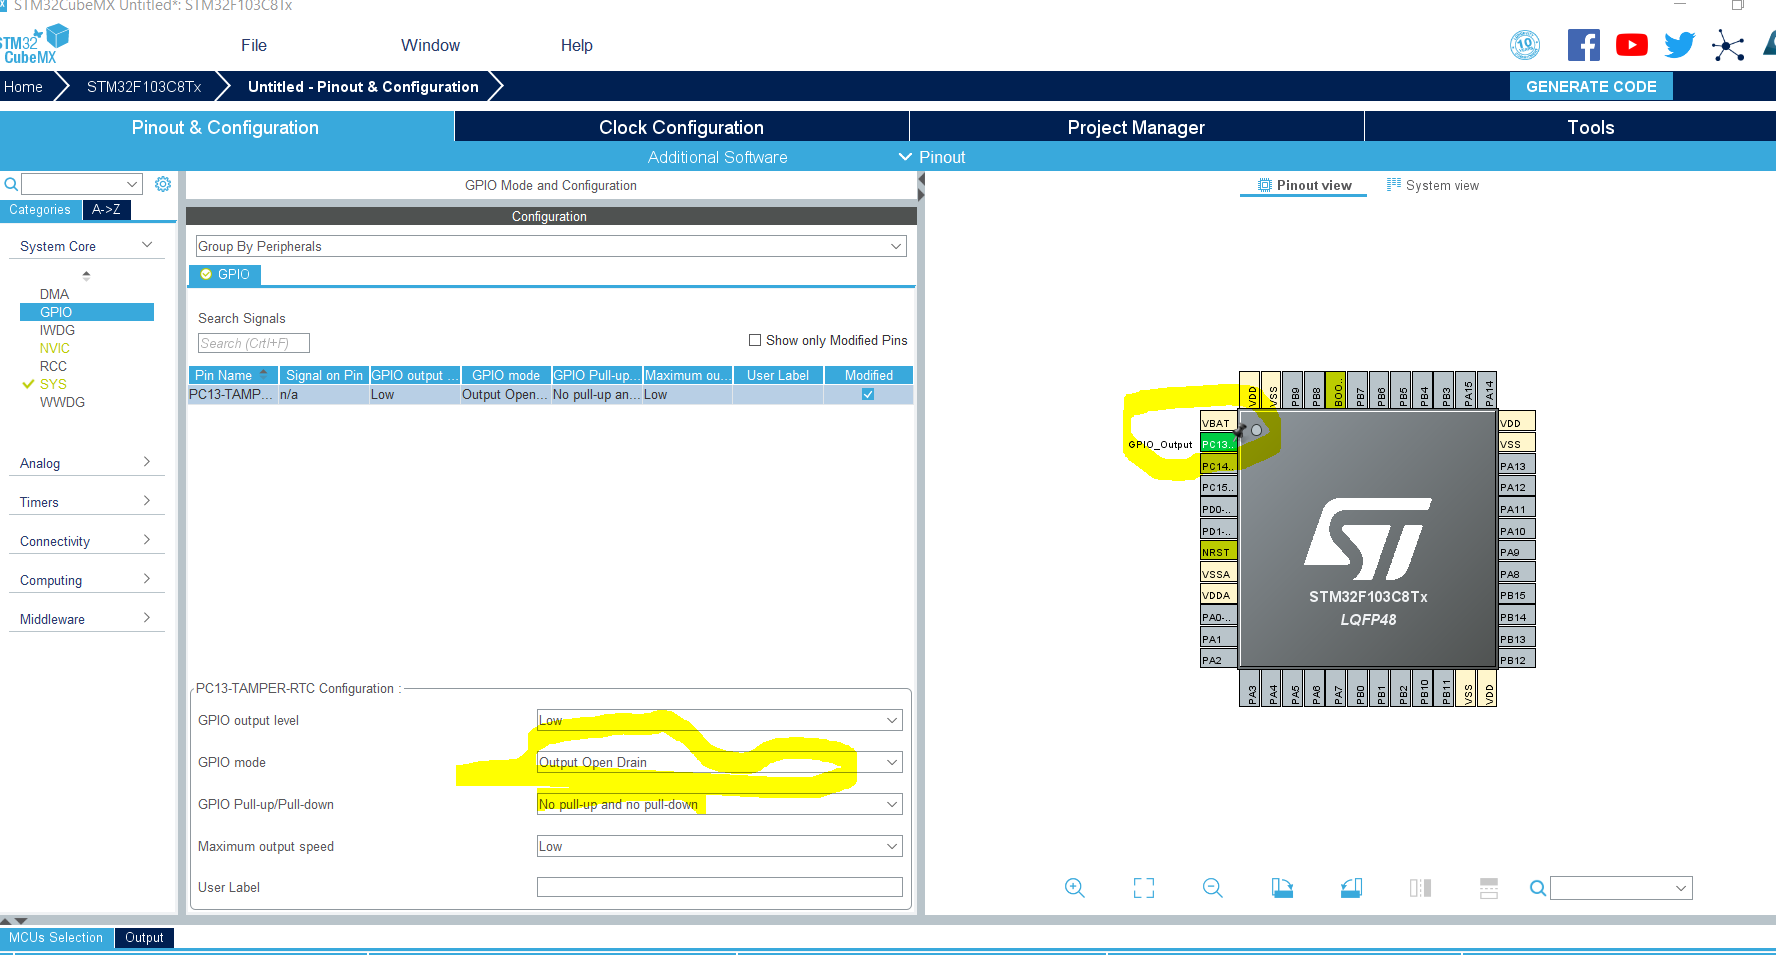 STM32CubeMX Untitled*: STM32F103C8Tx
STM32
CubeMX
File
Window
Help
10
Home
STM32F103C8Tx
Untitled - Pinout & Configuration
GENERATE CODE
Pinout & Configuration
Clock Configuration
Project Manager
Tools
Additional Software
Pinout
GPIO Mode and Configuration
Pinout view
System view
Categories
A->Z
Configuration
System Core
Group By Peripherals
GPIO
DMA
GPIO
IWDG
NVIC
RCC
SYS
WWDG
Analog
Timers
Connectivity
Computing
Middleware
Search Signals
Search (Crtl+F)
Show only Modified Pins
Pin Name
Signal on Pin
GPIO output ...
GPIO mode
GPIO Pull-up...
Maximum ou...
User Label
Modified
PC13-TAMP...
n/a
Low
Output Open...
No pull-up an...
Low
PC13-TAMPER-RTC Configuration :
GPIO output level
Low
GPIO mode
Output Open Drain
GPIO Pull-up/Pull-down
No pull-up and no pull-down
Maximum output speed
Low
User Label
VDD
VSS
PB9
PB8
BOO..
PB7
PB6
PB5
PB4
PB3
PA15
PA14
GPIO_Output
VBAT
PC13..
PC14..
PC15..
PD0-..
PD1-..
NRST
VSSA
VDDA
PA0-..
PA1
PA2
VDD
VSS
PA13
PA12
PA11
PA10
PA9
PA8
PB15
PB14
PB13
PB12
ST
STM32F103C8Tx
LQFP48
PA3
PA4
PA5
PA6
PA7
PB0
PB1
PB2
PB10
PB11
VSS
VDD
MCUs Selection
Output